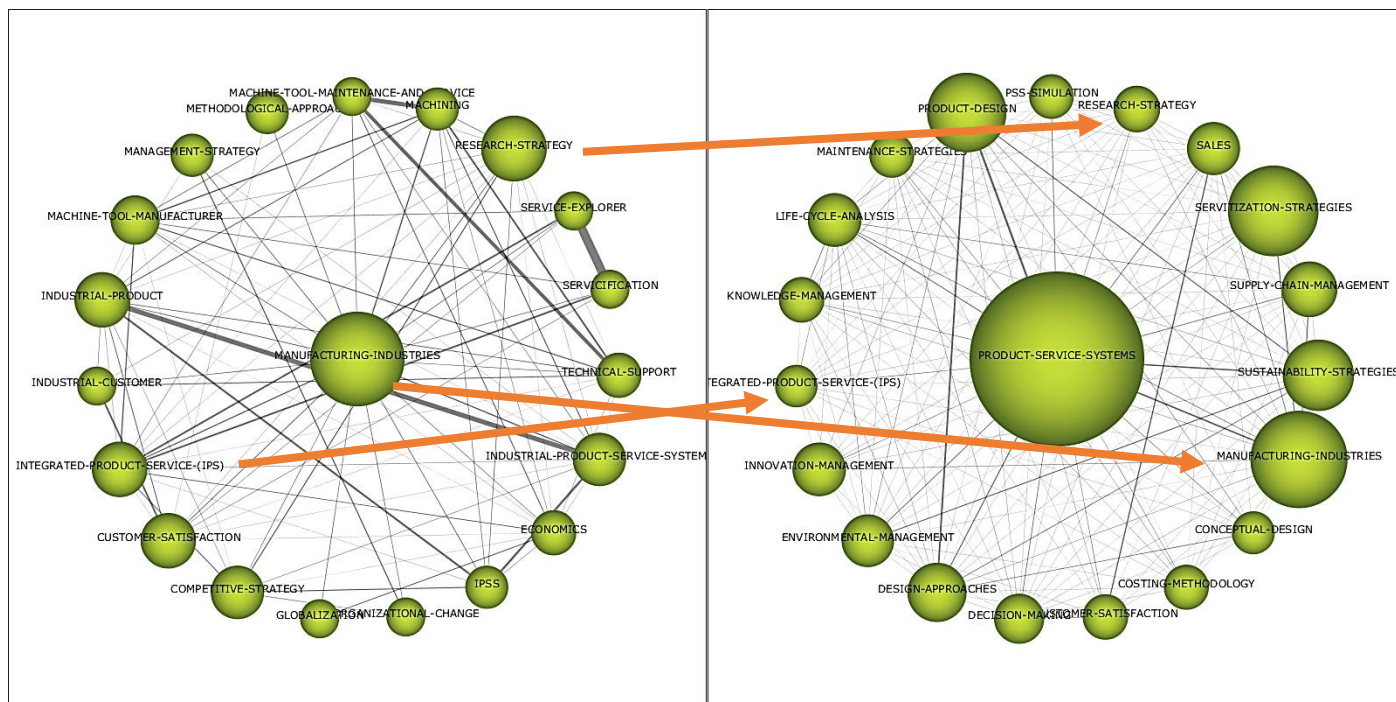 MACHINE-TOOL-MAINTENANCE-AND-SERVICE
MACHINING
METHODOLOGICAL-APPROACH
RESEARCH-STRATEGY
MANAGEMENT-STRATEGY
SERVICE-EXPLORER
MACHINE-TOOL-MANUFACTURER
SERVICIFICATION
INDUSTRIAL-PRODUCT
MANUFACTURING-INDUSTRIES
TECHNICAL-SUPPORT
INDUSTRIAL-CUSTOMER
INDUSTRIAL-PRODUCT-SERVICE-SYSTEM
INTEGRATED-PRODUCT-SERVICE-(IPS)
ECONOMICS
CUSTOMER-SATISFACTION
IPSS
COMPETITIVE-STRATEGY
GLOBALIZATION
ORGANIZATIONAL-CHANGE
PSS-SIMULATION
PRODUCT-DESIGN
RESEARCH-STRATEGY
SALES
MAINTENANCE-STRATEGIES
SERVITIZATION-STRATEGIES
LIFE-CYCLE-ANALYSIS
SUPPLY-CHAIN-MANAGEMENT
KNOWLEDGE-MANAGEMENT
PRODUCT-SERVICE-SYSTEMS
SUSTAINABILITY-STRATEGIES
TEGRATED-PRODUCT-SERVICE-(IPS)
MANUFACTURING-INDUSTRIES
INNOVATION-MANAGEMENT
CONCEPTUAL-DESIGN
ENVIRONMENTAL-MANAGEMENT
COSTING-METHODOLOGY
DESIGN-APPROACHES
DECISION-MAKING
USTOMER-SATISFACTION